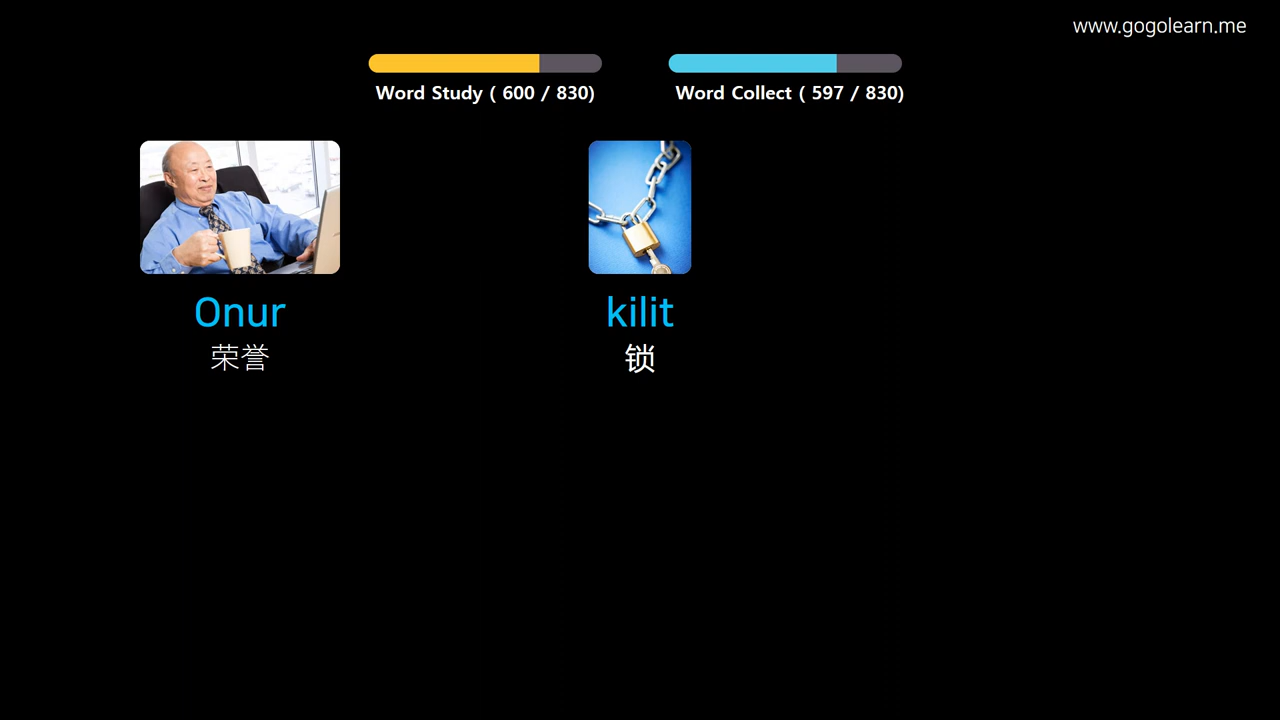 www.gogolearn.me
Word Study ( 600 / 830)
Word Collect ( 597 / 830)
Onur
荣誉
kilit
锁